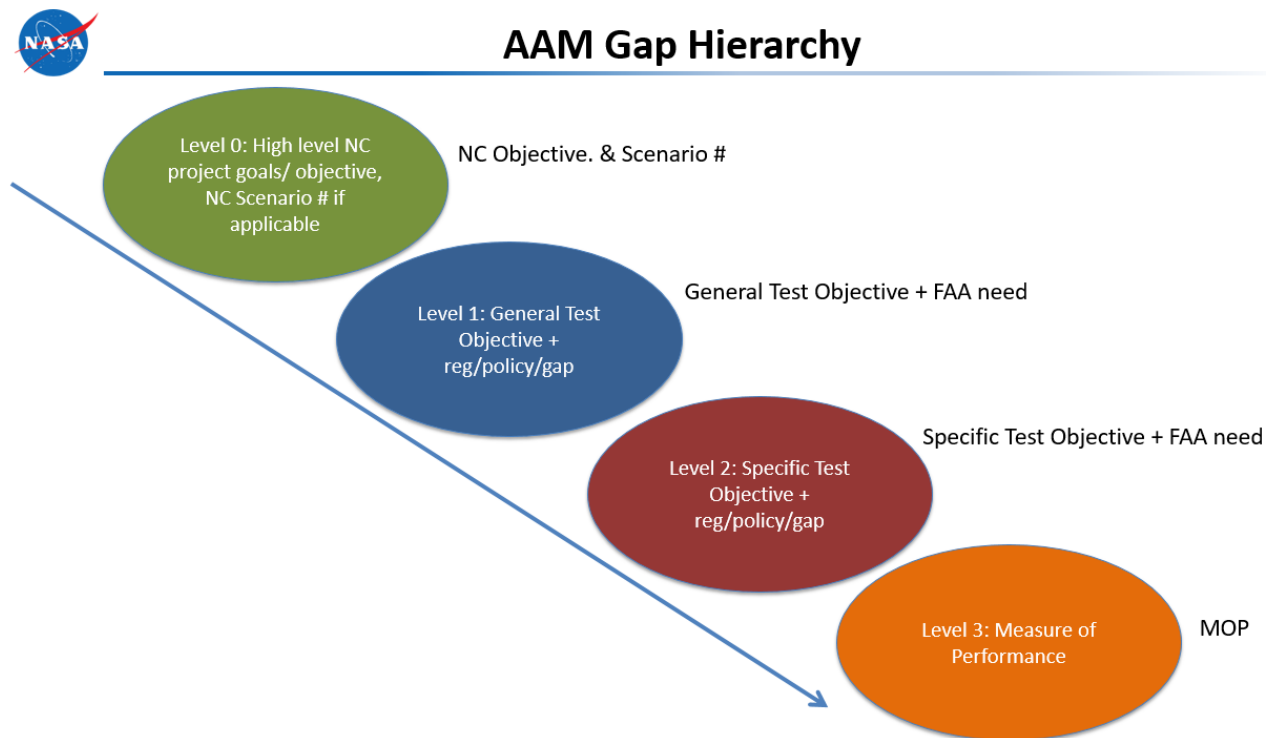 NASA
AAM Gap Hierarchy
Level 0: High level NC
project goals/ objective,
NC Scenario # if
applicable
NC Objective. & Scenario #
Level 1: General Test
Objective +
reg/policy/gap
General Test Objective + FAA need
Level 2: Specific Test
Objective +
reg/policy/gap
Specific Test Objective + FAA need
Level 3: Measure of
Performance
MOP